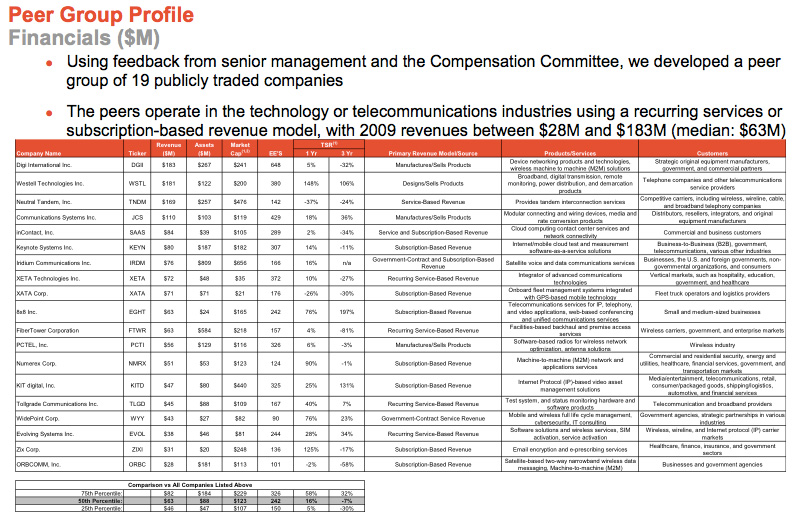 Peer Group Profile
Financials ($M)
• Using feedback from senior management and the Compensation Committee, we developed a peer
group of 19 publicly traded companies
• The peers operate in the technology or telecommunications industries using a recurring services or
subscription-based revenue model, with 2009 revenues between $28M and $183M (median: $63M)
Company Name Ticker Revenue ($M) Assets ($M) Market Cap(1,2) EE'S TSR(1) 1 Yr 3 Yr Primary Revenue Model/Source Products/Services Customers
Digi International Inc. DGII $183 $267 $241 648 5% -32% Manufactures/Sells Products Device networking products and technologies, wireless machine to machine (M2M) solutions Strategic original equipment manufacturers, government, and commercial partners
Westell Technologies Inc. WSTL $181 $122 $200 380 148% 106% Designs/Sells Products Broadband, digital transmission, remote monitoring, power distribution, and demarcation products Telephone companies and other telecommunications service providers
Neutral Tandem, Inc. TNDM $169 $257 $476 142 -37% -24% Service-Based Revenue Provides tandem interconnection services Competitive carriers, including wireless, wireline, cable, and broadband telephony companies
Communications Systems Inc. JCS $110 $103 $119 429 18% 36% Manufactures/Sells Products Modular connecting and wiring devices, media and rate conversion products Distributors, resellers, integrators, and original equipment manufacturers
inContact, Inc. SAAS $84 $39 $105 289 2% -34% Service and Subscription-Based Revenue Cloud computing contact center services and network connectivity Commercial and business customers
Keynote Systems Inc. KEYN $80 $187 $182 307 14% -11% Subscription-Based Revenue Internet/mobile cloud test and measurement software-as-a-service solutions Business-to-Business (B2B), government, telecommunications, various other industries
Iridium Communications Inc. IRDM $76 $809 $656 166 16% n/a Government-Contract and Subscription-Based Revenue Satellite voice and data communications services Businesses, the U.S. and foreign governments, non-governmental organizations, and consumers
XETA Technologies Inc. XETA $72 $48 $35 372 10% -27% Recurring Service-Based Revenue Integrator of advanced communications technologies Vertical markets, such as hospitality, education, government, and healthcare
XATA Corp. XATA $71 $71 $21 176 -26% -30% Subscription-Based Revenue Onboard fleet management systems integrated with GPS-based mobile technology Fleet truck operators and logistics providers
8x8 Inc. EGHT $63 $24 $165 242 76% 197% Subscription-Based Revenue Telecommunications services for IP, telephony, and video applications, web-based conferencing and unified communications services Small and medium-sized businesses
FiberTower Corporation FTWR $63 $584 $218 157 4% -81% Recurring Service-Based Revenue Facilities-based backhaul and premise access services Wireless carriers, government, and enterprise markets
PCTEL, Inc. PCTI $56 $129 $116 326 6% -3% Manufactures/Sells Products Software-based radios for wireless network optimization, antenna solutions Wireless industry
Numerex Corp. NMRX $51 $53 $123 124 90% -1% Subscription-Based Revenue Machine-to-machine (M2M) network and applications services Commercial and residential security, energy and utilities, healthcare, financial services, government, and transportation markets
KIT digital, Inc. KITD $47 $80 $440 325 25% 131% Subscription-Based Revenue Internet Protocol (IP)-based video asset management solutions Media/entertainment, telecommunications, retail, consumer/packaged goods, shipping/logistics, automotive, and financial services
Tollgrade Communications Inc. TLGD $45 $88 $109 167 40% 7% Recurring Service-Based Revenue Test system, and status monitoring hardware and software products Telecommunication and broadband providers
WidePoint Corp. WYY $43 $27 $82 90 76% 23% Government-Contract Service Revenue Mobile and wireless full life cycle management, cybersecurity, IT consulting Government agencies, strategic partnerships in various industries
Evolving Systems Inc. EVOL $38 $46 $81 244 28% 34% Recurring Service-Based Revenue Software solutions and wireless services, SIM activation, service activation Wireless, wireline, and Internet protocol (IP) carrier markets
Zix Corp. ZIXI $31 $20 $248 136 125% -17% Subscription-Based Revenue Email encryption and e-prescribing services Healthcare, finance, insurance, and government sectors
ORBCOMM, Inc. ORBC $28 $181 $113 101 -2% -58% Subscription-Based Revenue Satellite-based two-way narrowband wireless data messaging, Machine-to-machine (M2M) Businesses and government agencies
Comparison vs All Companies Listed Above
75th Percentile: $82 $184 $229 326 58% 32%
50th Percentile: $63 $88 $123 242 16% -7%
25th Percentile: $46 $47 $107 150 5% -30%